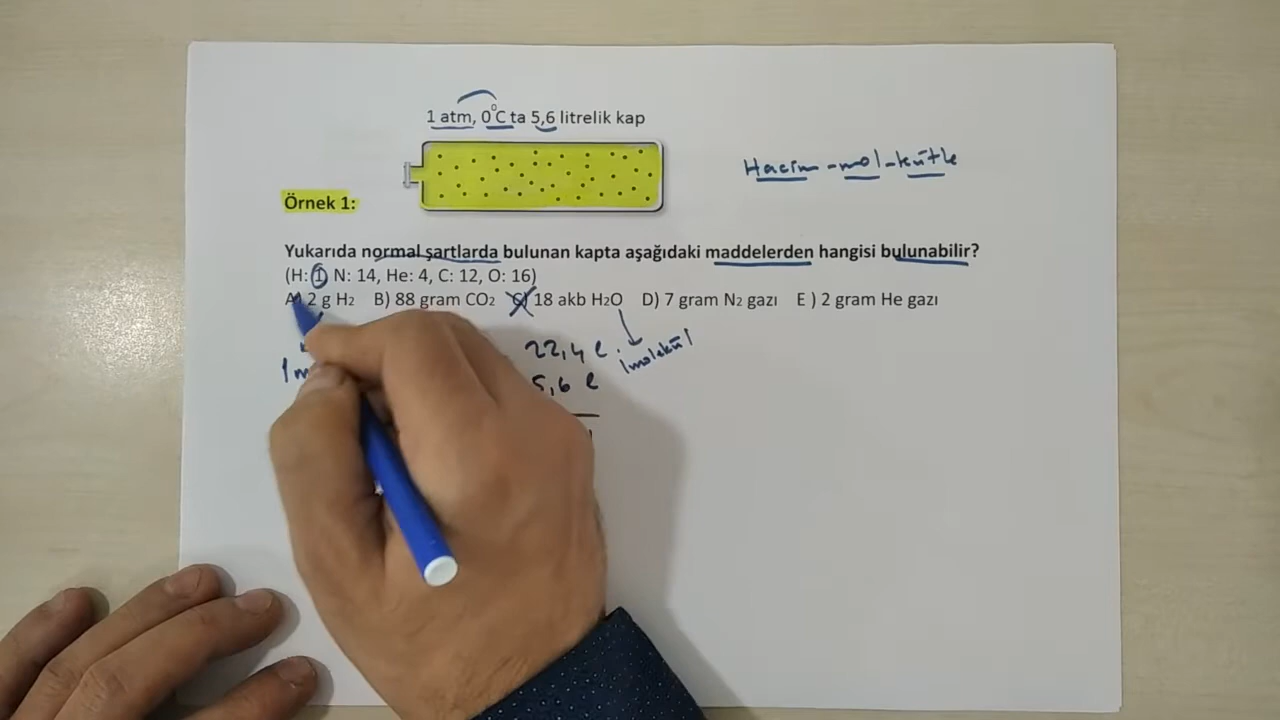 1 atm, 0°C ta 5,6 litrelik kap
Hacim - mol - kütle
Örnek 1:
Yukarıda normal şartlarda bulunan kapta aşağıdaki maddelerden hangisi bulunabilir?
(H: 1, N: 14, He: 4, C: 12, O: 16)
A) 2 g H2 B) 88 gram CO2 C) 18 akb H2O D) 7 gram N2 gazı E ) 2 gram He gazı
22,4 l
1 molekül
1 m
5,6 l